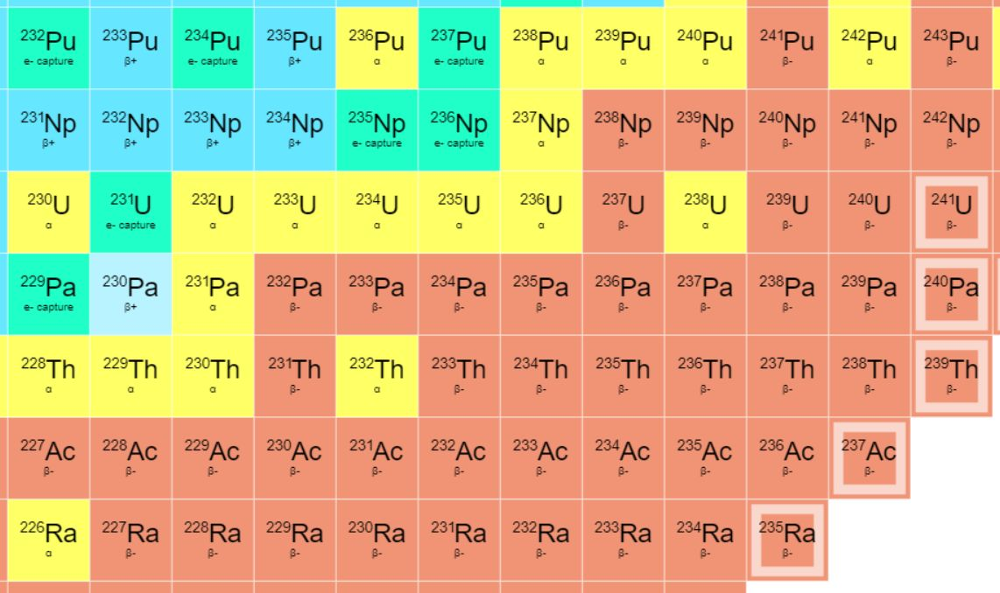 ²³²Pu ²³³Pu ²³⁴Pu ²³⁵Pu ²³⁶Pu ²³⁷Pu ²³⁸Pu ²³⁹Pu ²⁴⁰Pu ²⁴¹Pu ²⁴²Pu ²⁴³Pu
e- capture β+ e- capture β+ α e- capture α α α β- α β-
²³¹Np ²³²Np ²³³Np ²³⁴Np ²³⁵Np ²³⁶Np ²³⁷Np ²³⁸Np ²³⁹Np ²⁴⁰Np ²⁴¹Np ²⁴²Np
β+ β+ β+ β+ e- capture e- capture α β- β- β- β- β-
²³⁰U ²³¹U ²³²U ²³³U ²³⁴U ²³⁵U ²³⁶U ²³⁷U ²³⁸U ²³⁹U ²⁴⁰U ²⁴¹U
α e- capture α α α α α β- α β- β- β-
²²⁹Pa ²³⁰Pa ²³¹Pa ²³²Pa ²³³Pa ²³⁴Pa ²³⁵Pa ²³⁶Pa ²³⁷Pa ²³⁸Pa ²³⁹Pa ²⁴⁰Pa
e- capture β+ α β- β- β- β- β- β- β- β- β-
²²⁸Th ²²⁹Th ²³⁰Th ²³¹Th ²³²Th ²³³Th ²³⁴Th ²³⁵Th ²³⁶Th ²³⁷Th ²³⁸Th ²³⁹Th
α α α β- α β- β- β- β- β- β- β-
²²⁷Ac ²²⁸Ac ²²⁹Ac ²³⁰Ac ²³¹Ac ²³²Ac ²³³Ac ²³⁴Ac ²³⁵Ac ²³⁶Ac ²³⁷Ac
β- β- β- β- β- β- β- β- β- β- β-
²²⁶Ra ²²⁷Ra ²²⁸Ra ²²⁹Ra ²³⁰Ra ²³¹Ra ²³²Ra ²³³Ra ²³⁴Ra ²³⁵Ra
α β- β- β- β- β- β- β- β- β-